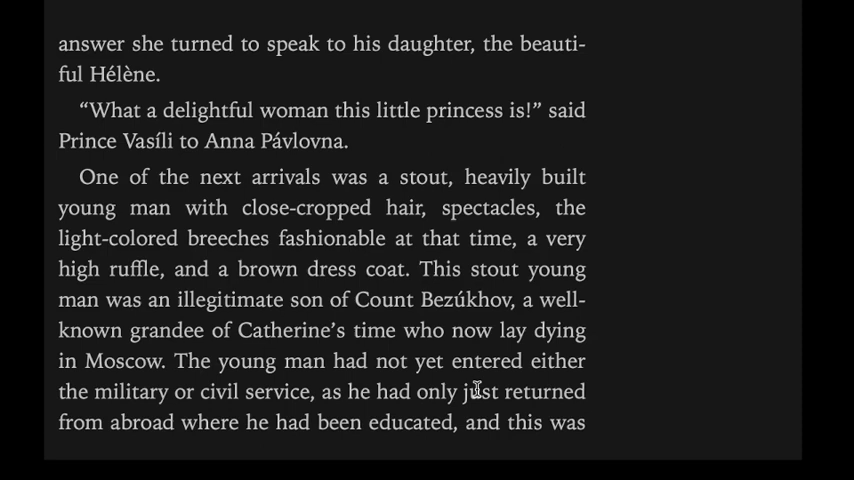 answer she turned to speak to his daughter, the beauti-
ful Hélène.
“What a delightful woman this little princess is!” said
Prince Vasíli to Anna Pávlovna.
One of the next arrivals was a stout, heavily built
young man with close-cropped hair, spectacles, the
light-colored breeches fashionable at that time, a very
high ruffle, and a brown dress coat. This stout young
man was an illegitimate son of Count Bezúkhov, a well-
known grandee of Catherine’s time who now lay dying
in Moscow. The young man had not yet entered either
the military or civil service, as he had only just returned
from abroad where he had been educated, and this was